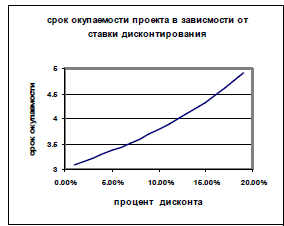 срок окупаемости проекта в зависмости от
ставки дисконтирования
срок окупаемости
5
4.5
4
3.5
3
0.00%
5.00%
10.00%
15.00%
20.00%
процент дисконта